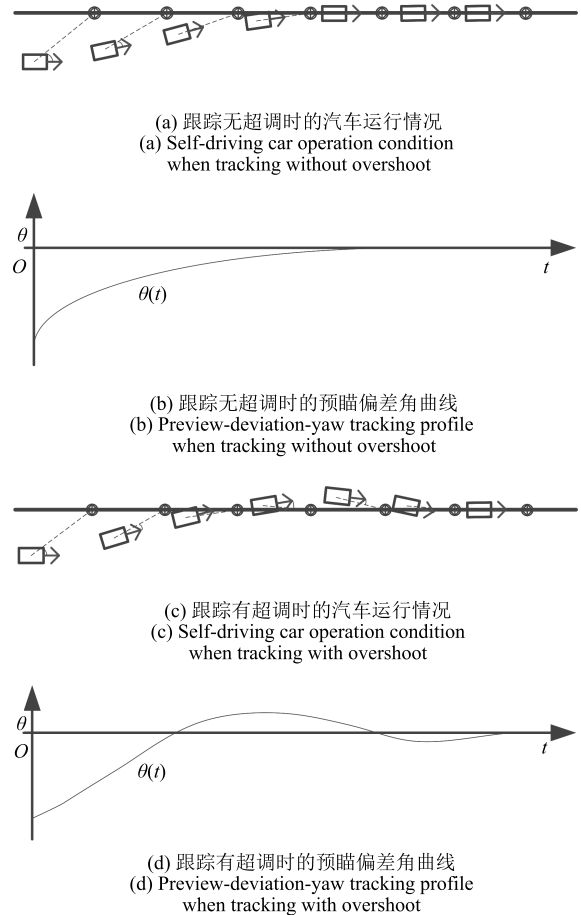 (a) 跟踪无超调时的汽车运行情况
(a) Self-driving car operation condition
when tracking without overshoot
θ
O
t
θ(t)
(b) 跟踪无超调时的预瞄偏差角曲线
(b) Preview-deviation-yaw tracking profile
when tracking without overshoot
(c) 跟踪有超调时的汽车运行情况
(c) Self-driving car operation condition
when tracking with overshoot
θ
O
t
θ(t)
(d) 跟踪有超调时的预瞄偏差角曲线
(d) Preview-deviation-yaw tracking profile
when tracking with overshoot